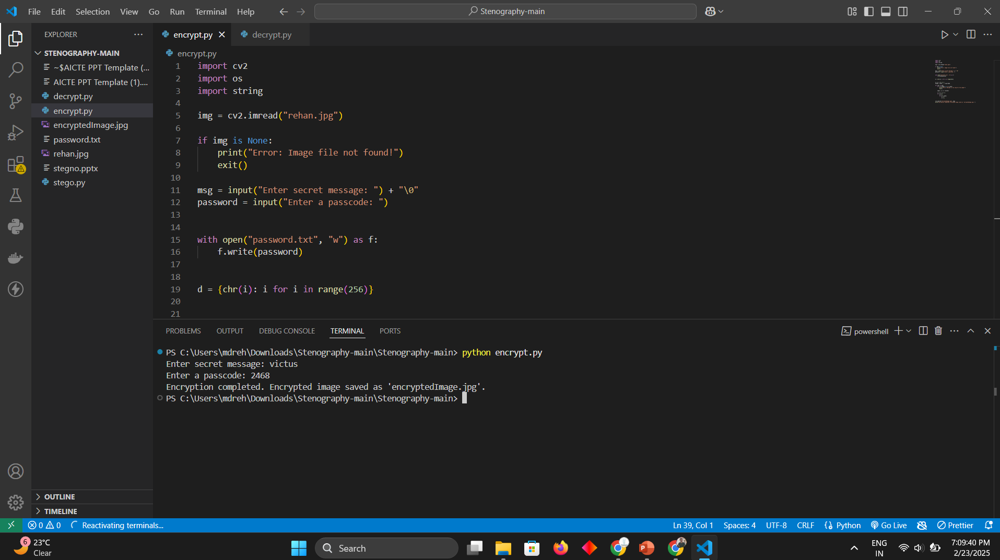 File Edit Selection View Go Run Terminal Help
Stenography-main
EXPLORER
STENOGRAPHY-MAIN
~$AICTE PPT Template (...
AICTE PPT Template (1)....
decrypt.py
encrypt.py
encryptedImage.jpg
password.txt
rehan.jpg
stegno.pptx
stego.py
OUTLINE
TIMELINE
encrypt.py decrypt.py
encrypt.py
1 import cv2
2 import os
3 import string
4
5 img = cv2.imread("rehan.jpg")
6
7 if img is None:
8 print("Error: Image file not found!")
9 exit()
10
11 msg = input("Enter secret message: ") + "\0"
12 password = input("Enter a passcode: ")
13
14
15 with open("password.txt", "w") as f:
16 f.write(password)
17
18
19 d = {chr(i): i for i in range(256)}
20
21
PROBLEMS OUTPUT DEBUG CONSOLE TERMINAL PORTS
powershell
PS C:\Users\mdreh\Downloads\Stenography-main\Stenography-main> python encrypt.py
Enter secret message: victus
Enter a passcode: 2468
Encryption completed. Encrypted image saved as 'encryptedImage.jpg'.
PS C:\Users\mdreh\Downloads\Stenography-main\Stenography-main>
0 0 Reactivating terminals...
Ln 39, Col 1 Spaces: 4 UTF-8 CRLF Python Go Live Prettier
6
23°C
Clear
Search
ENG
IN
7:09:40 PM
2/23/2025